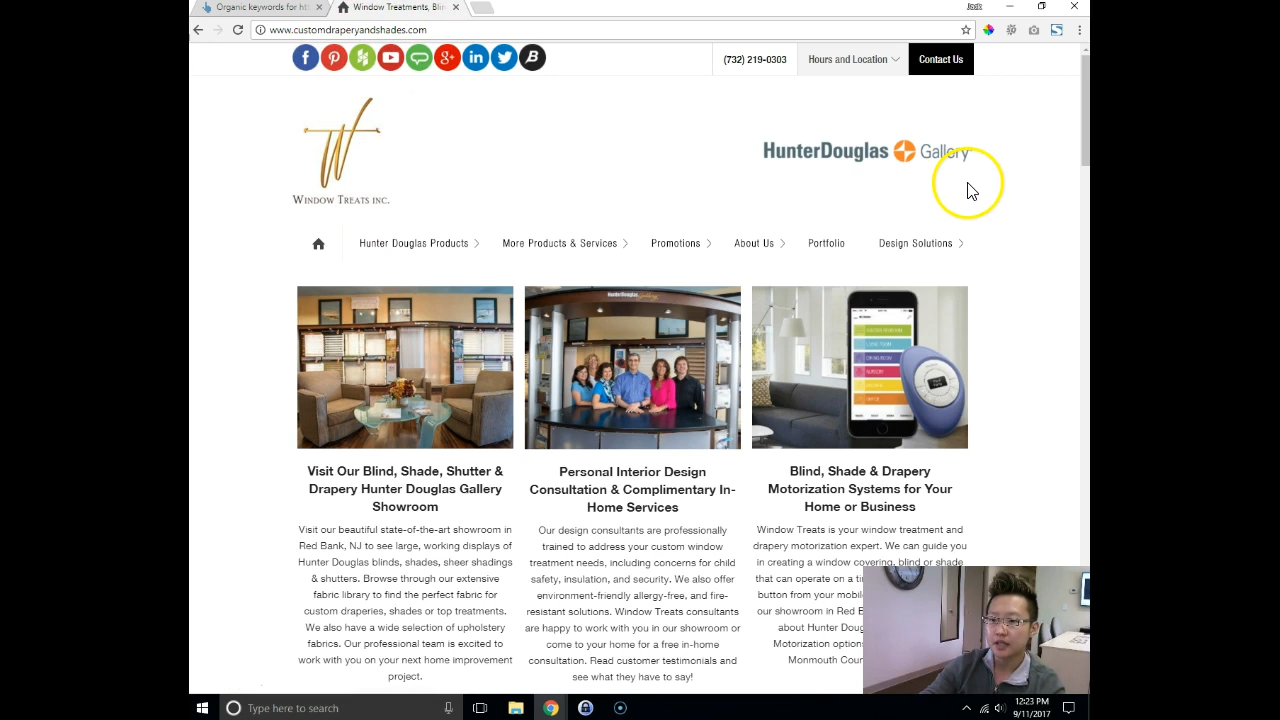 Organic keywords for ht
Window Treatments, Blin
www.customdraperyandshades.com
(732) 219-0303
Hours and Location
Contact Us
WINDOW TREATS INC.
HunterDouglas Gallery
Hunter Douglas Products
More Products & Services
Promotions
About Us
Portfolio
Design Solutions
Visit Our Blind, Shade, Shutter &
Drapery Hunter Douglas Gallery
Showroom
Visit our beautiful state-of-the-art showroom in
Red Bank, NJ to see large, working displays of
Hunter Douglas blinds, shades, sheer shadings
& shutters. Browse through our extensive
fabric library to find the perfect fabric for
custom draperies, shades or top treatments.
We also have a wide selection of upholstery
fabrics. Our professional team is excited to
work with you on your next home improvement
project.
HunterDouglas Gallery
Personal Interior Design
Consultation & Complimentary In-
Home Services
Our design consultants are professionally
trained to address your custom window
treatment needs, including concerns for child
safety, insulation, and security. We also offer
environment-friendly allergy-free, and fire-
resistant solutions. Window Treats consultants
are happy to work with you in our showroom or
come to your home for a free in-home
consultation. Read customer testimonials and
see what they have to say!
Blind, Shade & Drapery
Motorization Systems for Your
Home or Business
Window Treats is your window treatment and
drapery motorization expert. We can guide you
in creating a window covering, blind or shade
that can operate on a ti
button from your mobile
our showroom in Red B
about Hunter Doug
Motorization option
Monmouth Cou
Type here to search
12:23 PM
9/11/2017